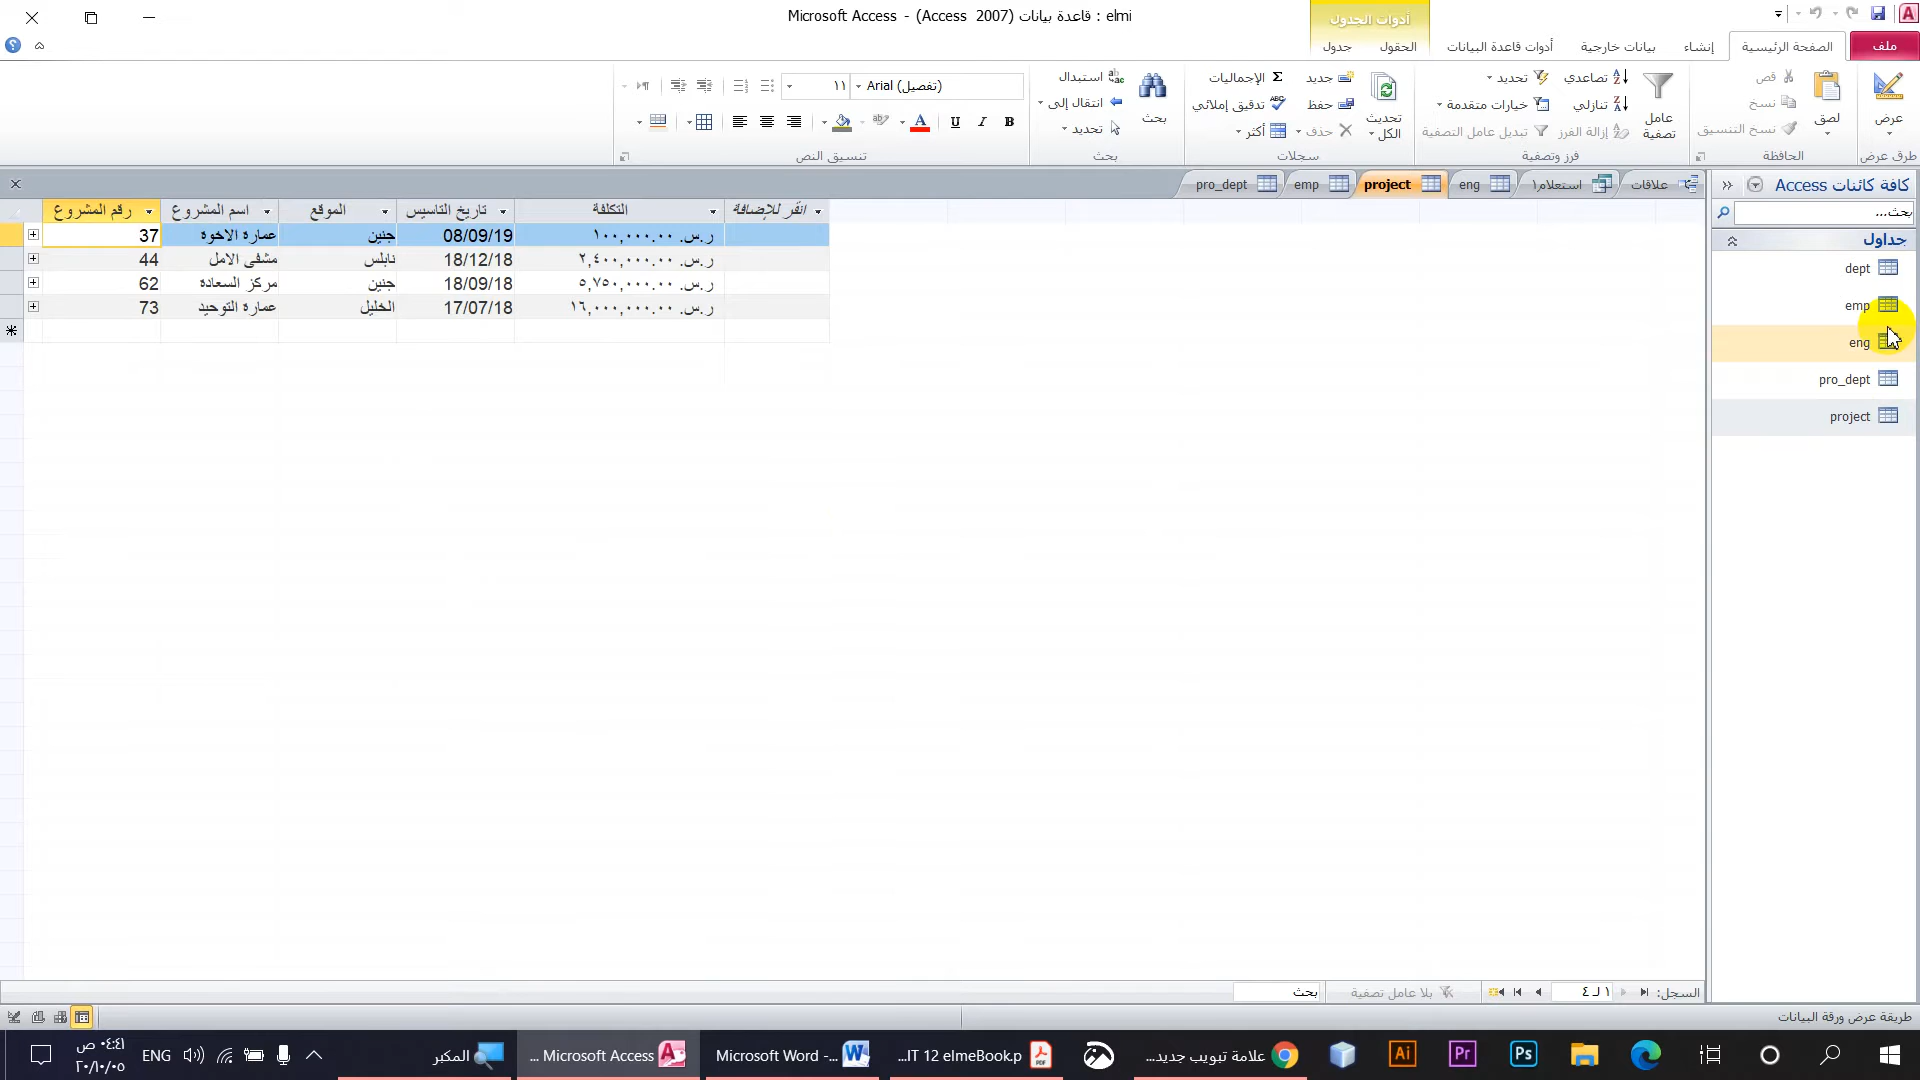 elmi : قاعدة بيانات (Access 2007) - Microsoft Access
أدوات الجدول
ملف
الصفحة الرئيسية
إنشاء
بيانات خارجية
أدوات قاعدة البيانات
الحقول
جدول
عرض
طرق عرض
لصق
قص
نسخ
نسخ التنسيق
الحافظة
عامل تصفية
تصاعدي
تنازلي
إزالة الفرز
تحديد
خيارات متقدمة
تبديل عامل التصفية
فرز وتصفية
تحديث الكل
جديد
حفظ
حذف
الإجماليات
تدقيق إملائي
أكثر
سجلات
بحث
استبدال
انتقال إلى
تحديد
بحث
Arial (تفصيل)
١١
B I U A
تنسيق النص
علاقات
استعلام١
eng
project
emp
pro_dept
كافة كائنات Access
بحث...
جداول
dept
emp
eng
pro_dept
project
رقم المشروع اسم المشروع الموقع تاريخ التاسيس التكلفة انقر للإضافة
37 عمارة الاخوة جنين 08/09/19 ر.س. ١٠٠,٠٠٠.٠٠
44 مشفى الامل نابلس 18/12/18 ر.س. ٢,٤٠٠,٠٠٠.٠٠
62 مركز السعادة جنين 18/09/18 ر.س. ٥,٧٥٠,٠٠٠.٠٠
73 عمارة التوحيد الخليل 17/07/18 ر.س. ١٦,٠٠٠,٠٠٠.٠٠
السجل: ١ لـ ٤ بلا عامل تصفية بحث
طريقة عرض ورقة البيانات
علامة تبويب جديد...
...IT 12 elmeBook.p
Microsoft Word -...
Microsoft Access ...
المكبر
ENG
٠٤:٤١ ص
٢٠/١٠/٠٥